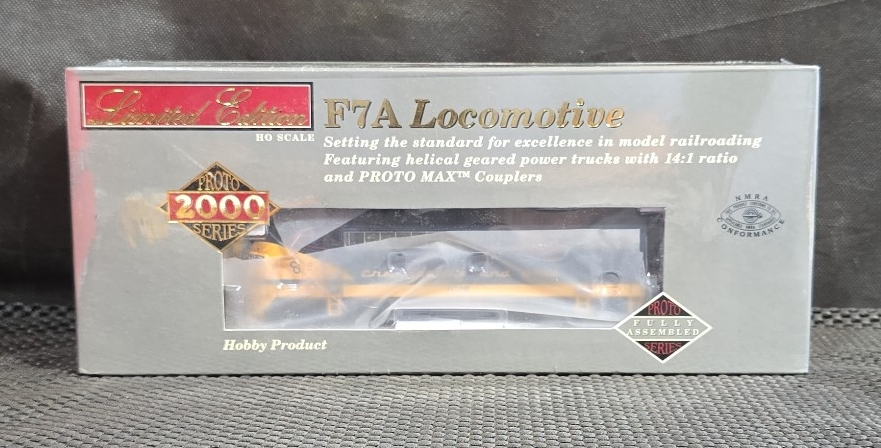 Limited Edition
HO SCALE
F7A Locomotive
Setting the standard for excellence in model railroading
Featuring helical geared power trucks with 14:1 ratio
and PROTO MAX™ Couplers
PROTO
2000
SERIES
NMRA
CONFORMANCE
PROTO
FULLY
ASSEMBLED
SERIES
Hobby Product